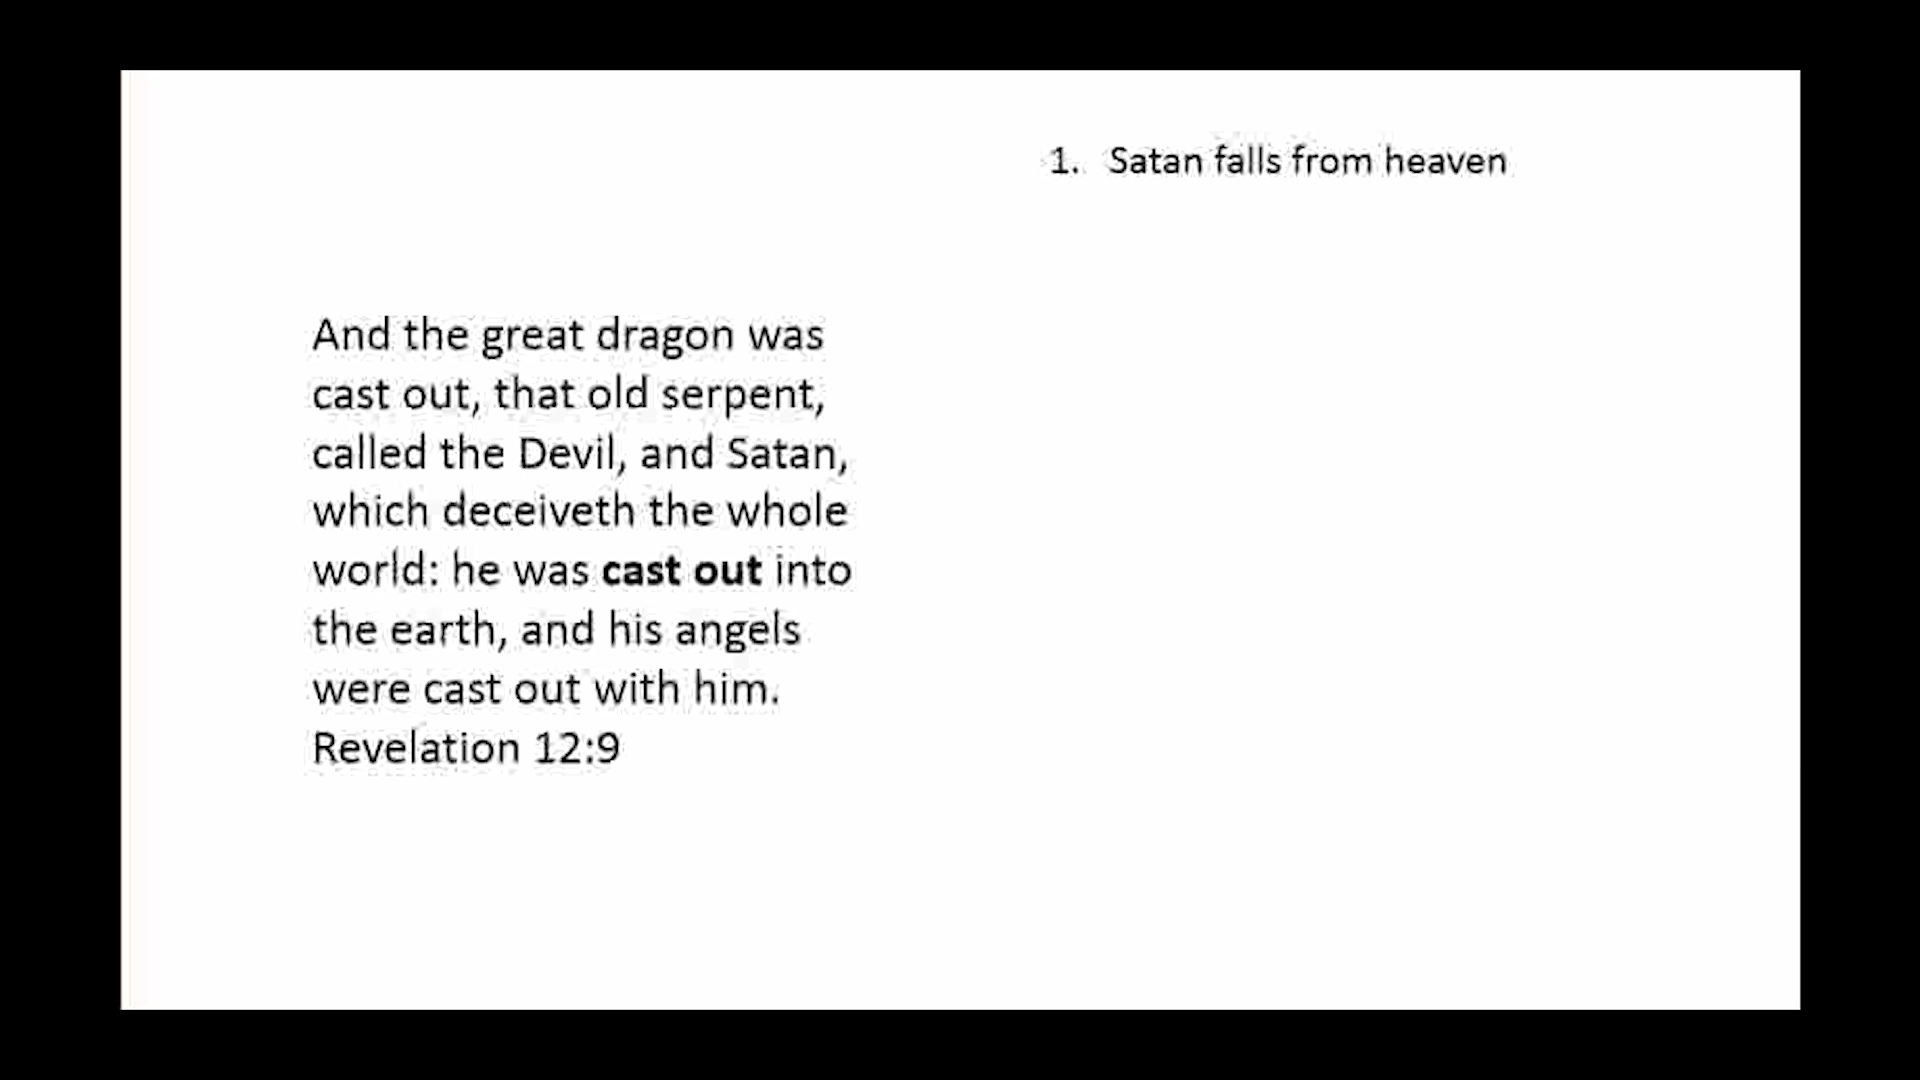 1. Satan falls from heaven
And the great dragon was
cast out, that old serpent,
called the Devil, and Satan,
which deceiveth the whole
world: he was cast out into
the earth, and his angels
were cast out with him.
Revelation 12:9